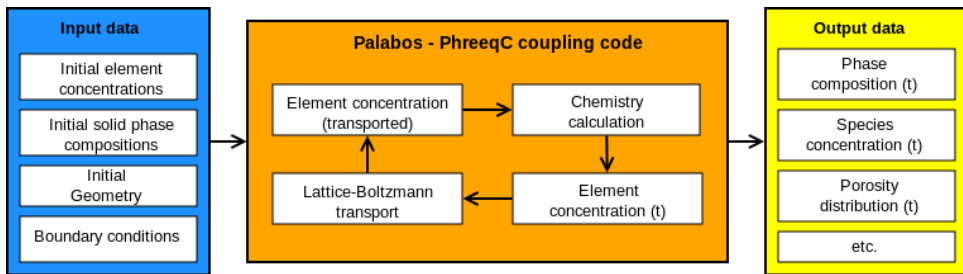 Input data
Initial element
concentrations
Initial solid phase
compositions
Initial
Geometry
Boundary conditions
Palabos - PhreeqC coupling code
Element concentration
(transported)
Chemistry
calculation
Lattice-Boltzmann
transport
Element
concentration (t)
Output data
Phase
composition (t)
Species
concentration (t)
Porosity
distribution (t)
etc.